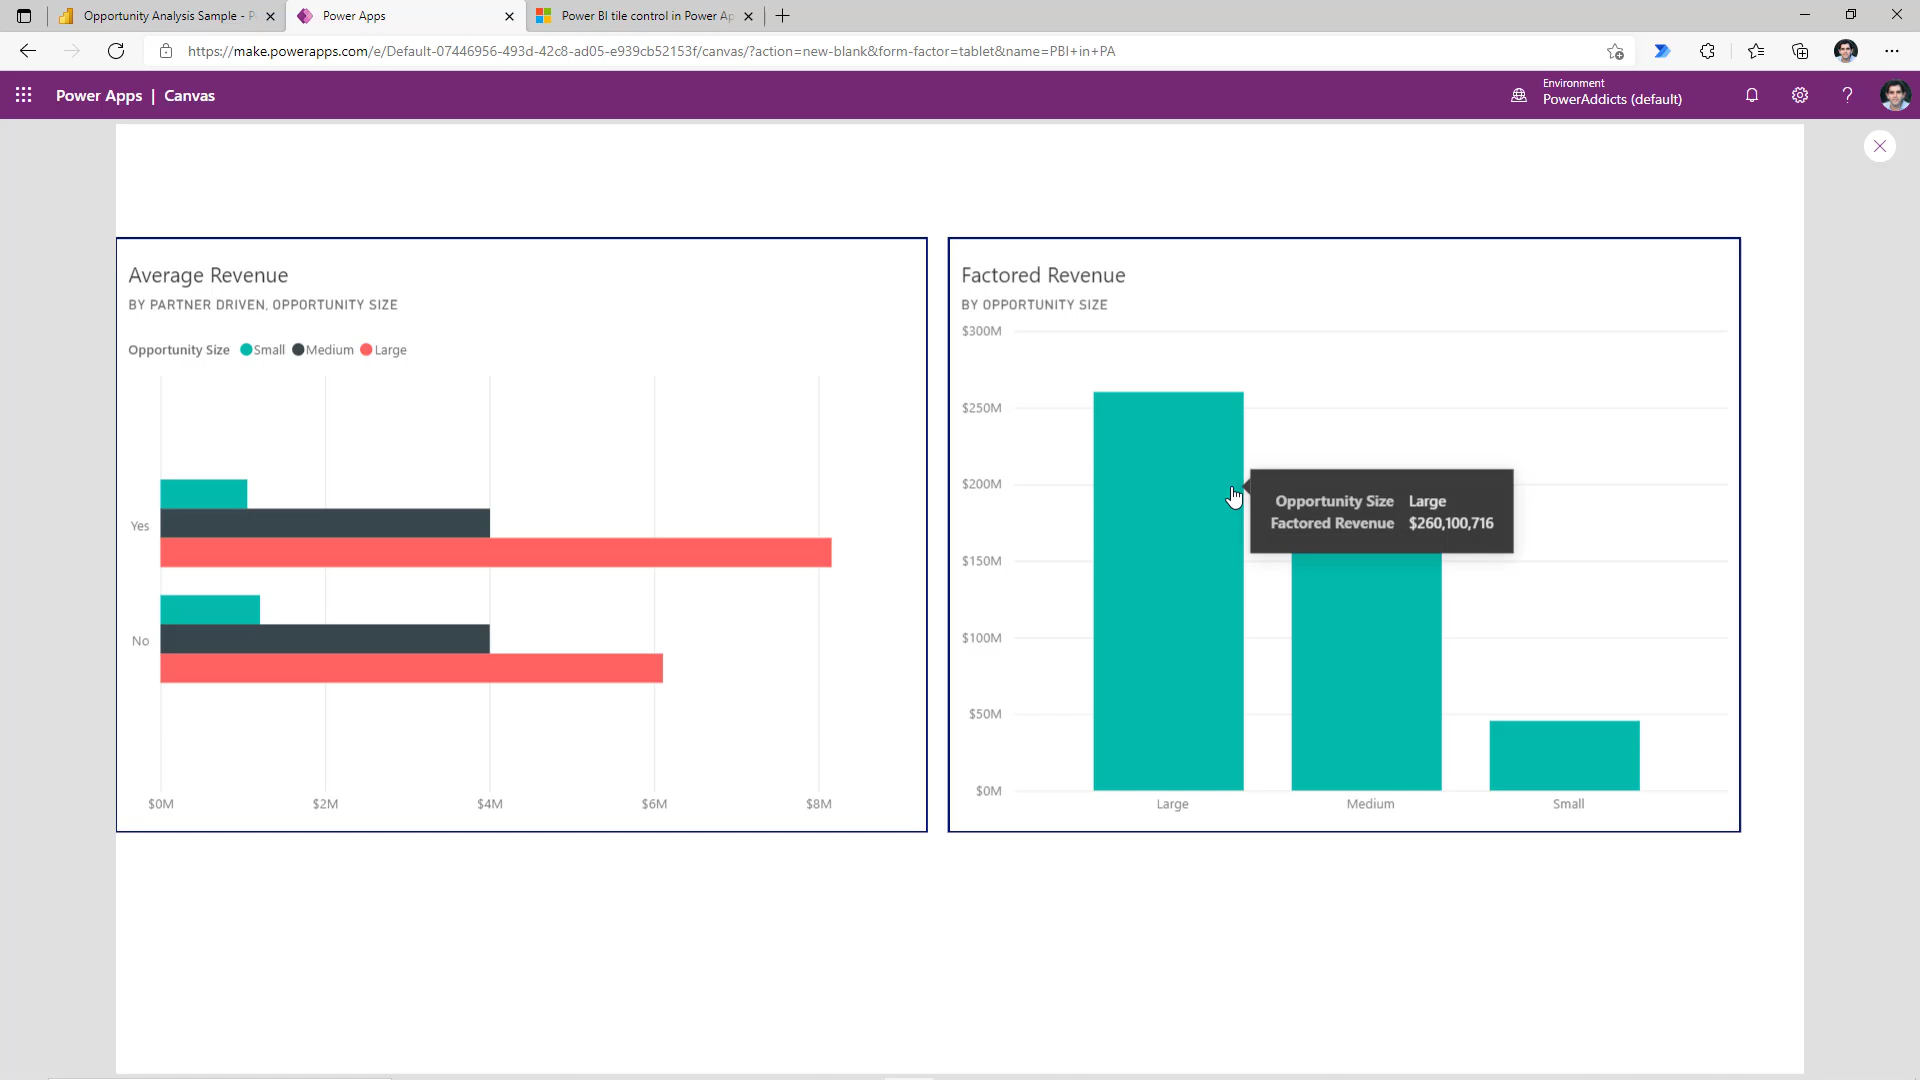 Opportunity Analysis Sample - P
Power Apps
Power BI tile control in Power Ap
https://make.powerapps.com/e/Default-07446956-493d-42c8-ad05-e939cb52153f/canvas/?action=new-blank&form-factor=tablet&name=PBI+in+PA
Power Apps | Canvas
Environment
PowerAddicts (default)
Average Revenue
BY PARTNER DRIVEN, OPPORTUNITY SIZE
Opportunity Size Small Medium Large
Yes
No
$0M $2M $4M $6M $8M
Factored Revenue
BY OPPORTUNITY SIZE
$300M
$250M
$200M
$150M
$100M
$50M
$0M
Opportunity Size Large
Factored Revenue $260,100,716
Large Medium Small